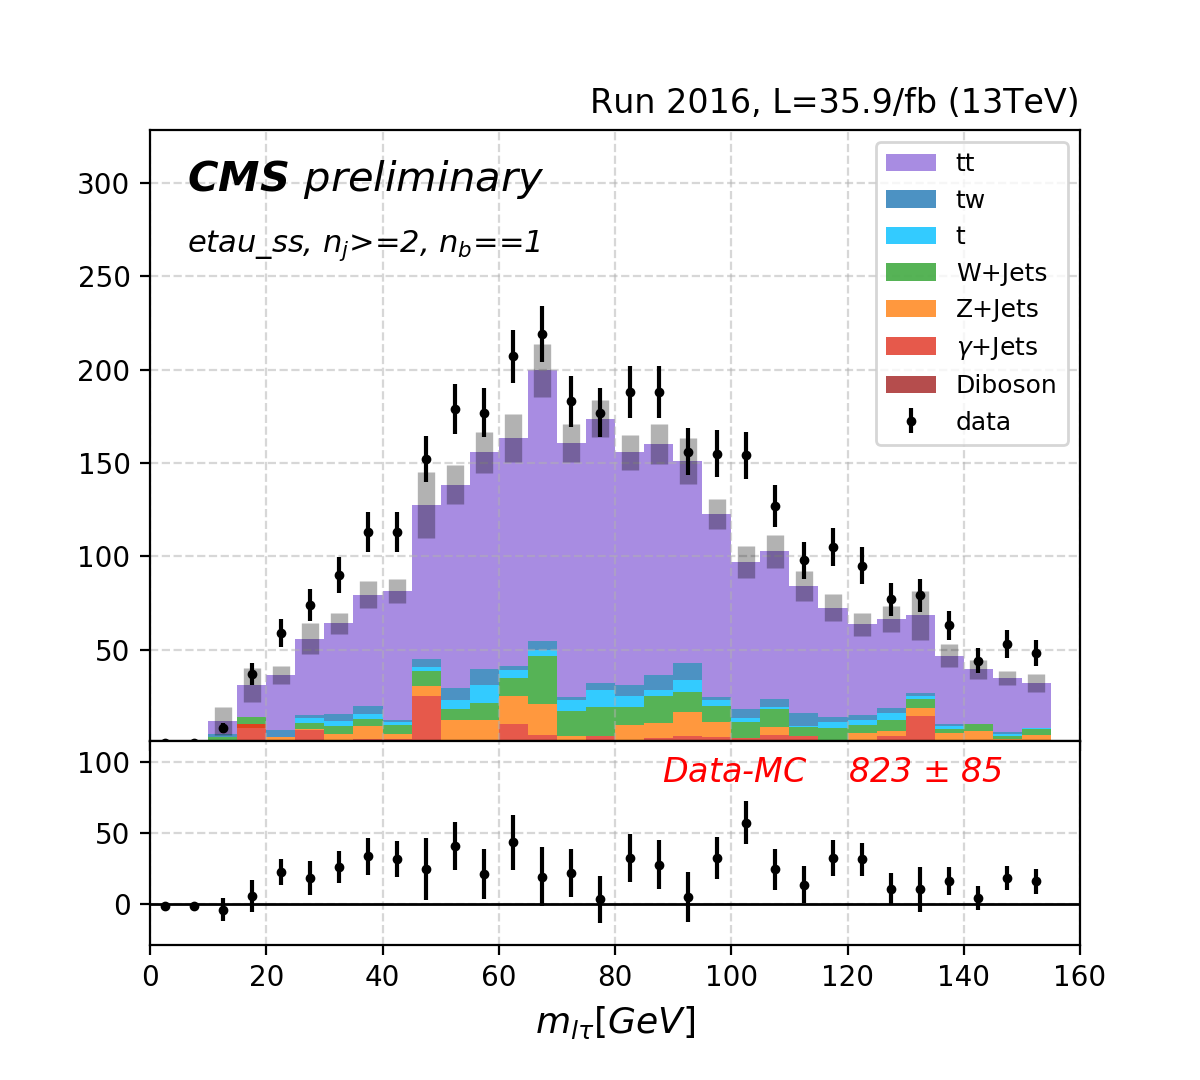 Run 2016, L=35.9/fb (13TeV)
CMS preliminary
etau_ss, nj>=2, nb==1
300
250
200
150
100
50
tt
tw
t
W+Jets
Z+Jets
γ+Jets
Diboson
data
Data-MC 823 ± 85
100
50
0
0 20 40 60 80 100 120 140 160
mlτ[GeV]